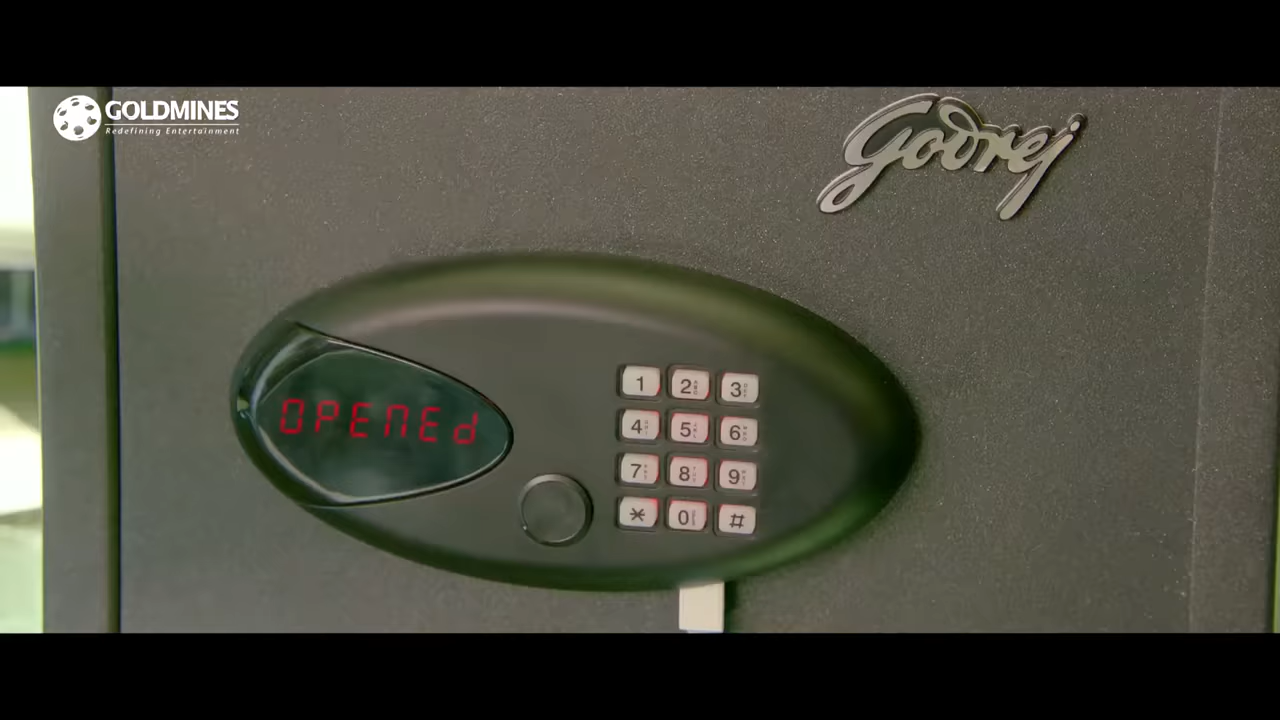 GOLDMINES
Redefining Entertainment
Godrej
OPENEd
1 2 3
4 5 6
7 8 9
* 0 #